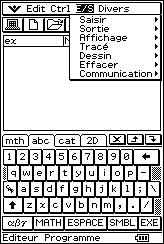 Edit Ctrl E/S Divers
Saisir
Sortie
Affichage
Tracé
Dessin
Effacer
Communication
ex
N
mth abc cat 2D
1 2 3 4 5 6 7 8 9 0
q w e r t y u i o p -
a s d f g h j k l ;
z x c v b n m , . /
αβγ MATH ESPACE SMBL EXE
Editeur Programme